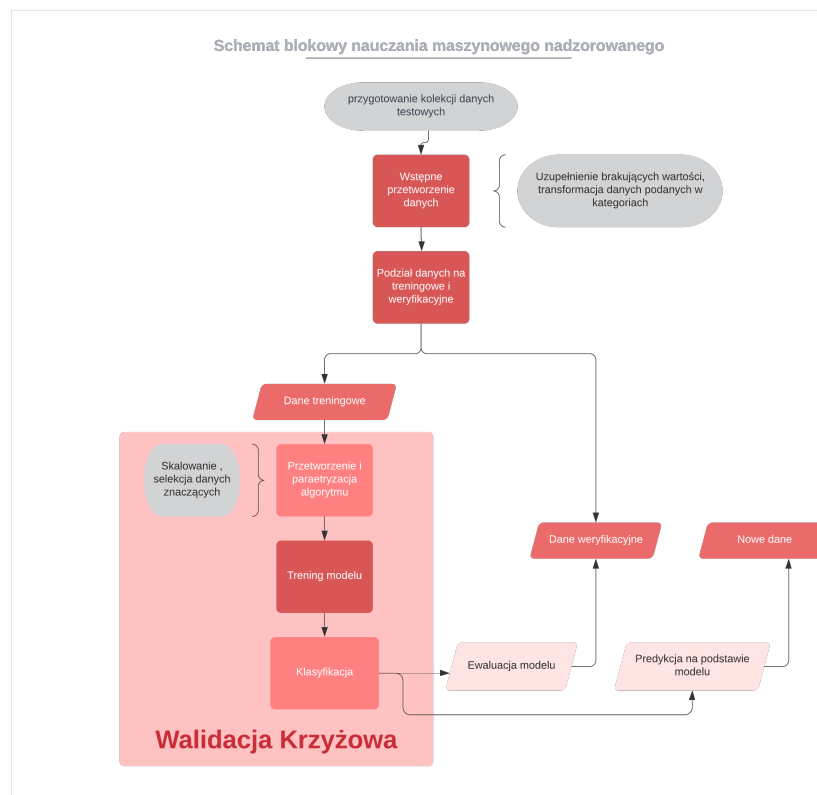 Schemat blokowy nauczania maszynowego nadzorowanego
przygotowanie kolekcji danych
testowych
Wstępne
przetworzenie
danych
Uzupełnienie brakujących wartości,
transformacja danych podanych w
kategoriach
Podział danych na
treningowe i
weryfikacyjne
Dane treningowe
Skalowanie ,
selekcja danych
znaczących
Przetworzenie i
paraetryzacja
algorytmu
Dane weryfikacyjne
Nowe dane
Trening modelu
Klasyfikacja
Ewaluacja modelu
Predykcja na podstawie
modelu
Walidacja Krzyżowa